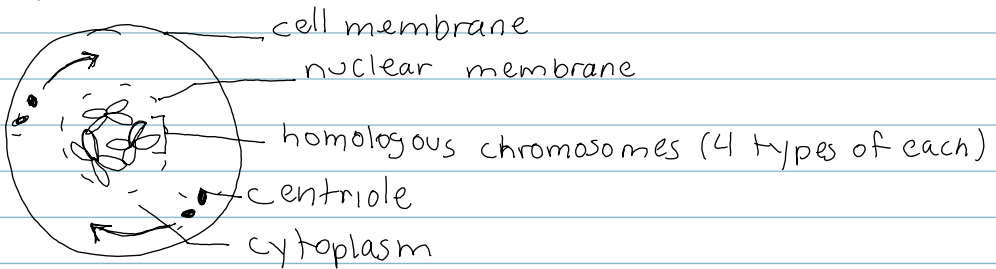 cell membrane
nuclear membrane
homologous chromosomes (4 types of each)
centriole
cytoplasm